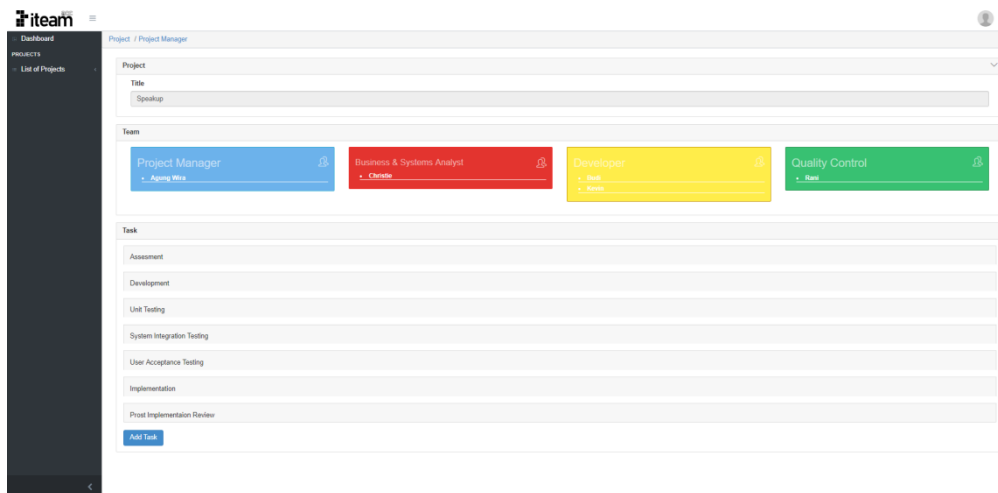 iteam
Dashboard
PROJECTS
List of Projects
Project / Project Manager
Project
Title
Speakup
Team
Project Manager
Agung Wira
Business & Systems Analyst
Christie
Developer
Quality Control
Rani
Task
Assesment
Development
Unit Testing
System Integration Testing
User Acceptance Testing
Implementation
Prost Implementaion Review
Add Task